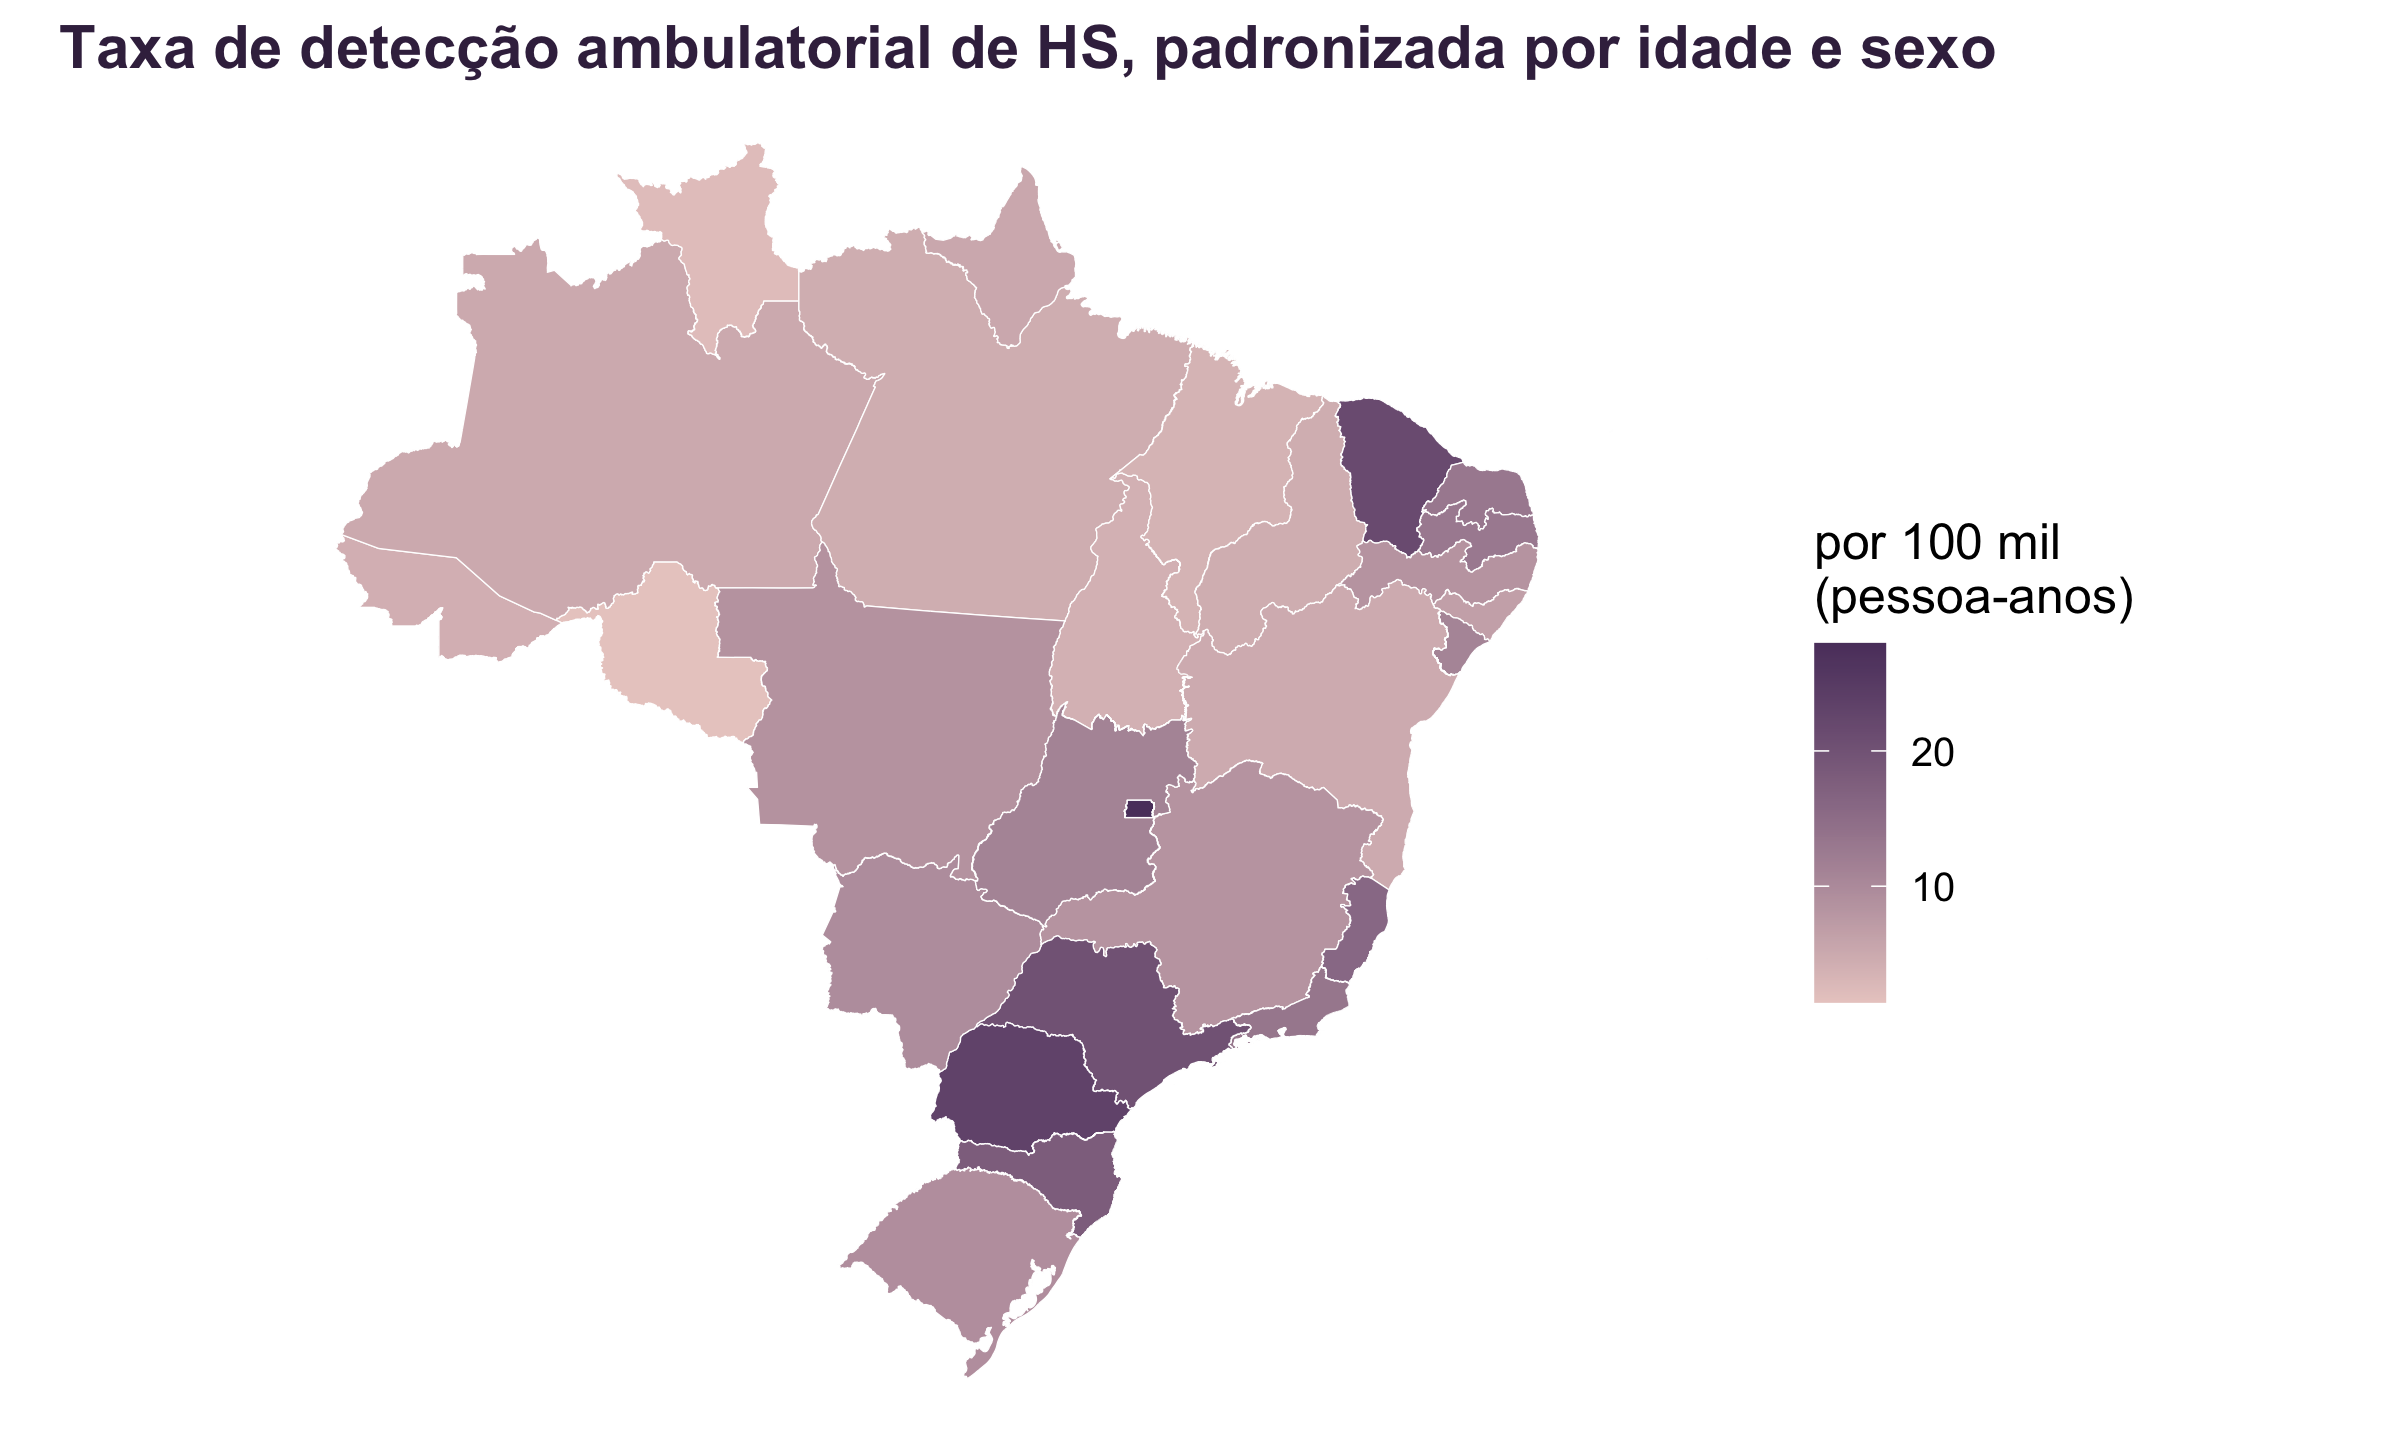 Taxa de detecção ambulatorial de HS, padronizada por idade e sexo
por 100 mil
(pessoa-anos)
20
10